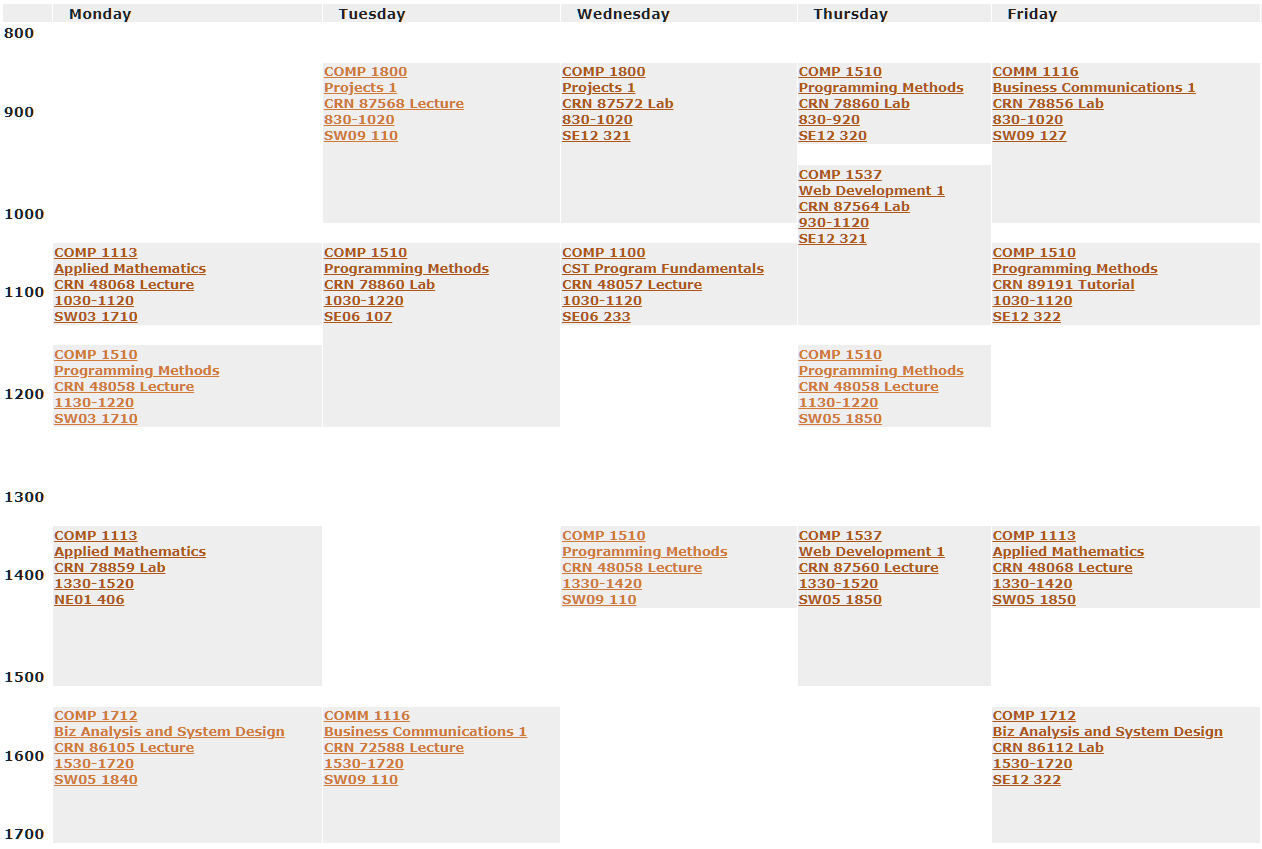 Monday Tuesday Wednesday Thursday Friday
800
COMP 1800
Projects 1
CRN 87568 Lecture
830-1020
SW09 110
COMP 1800
Projects 1
CRN 87572 Lab
830-1020
SE12 321
COMP 1510
Programming Methods
CRN 78860 Lab
830-920
SE12 320
COMM 1116
Business Communications 1
CRN 78856 Lab
830-1020
SW09 127
900
COMP 1537
Web Development 1
CRN 87564 Lab
930-1120
SE12 321
1000
COMP 1113
Applied Mathematics
CRN 48068 Lecture
1030-1120
SW03 1710
COMP 1510
Programming Methods
CRN 78860 Lab
1030-1220
SE06 107
COMP 1100
CST Program Fundamentals
CRN 48057 Lecture
1030-1120
SE06 233
COMP 1510
Programming Methods
CRN 89191 Tutorial
1030-1120
SE12 322
1100
COMP 1510
Programming Methods
CRN 48058 Lecture
1130-1220
SW03 1710
COMP 1510
Programming Methods
CRN 48058 Lecture
1130-1220
SW05 1850
1200
1300
COMP 1113
Applied Mathematics
CRN 78859 Lab
1330-1520
NE01 406
COMP 1510
Programming Methods
CRN 48058 Lecture
1330-1420
SW09 110
COMP 1537
Web Development 1
CRN 87560 Lecture
1330-1520
SW05 1850
COMP 1113
Applied Mathematics
CRN 48068 Lecture
1330-1420
SW05 1850
1400
1500
COMP 1712
Biz Analysis and System Design
CRN 86105 Lecture
1530-1720
SW05 1840
COMM 1116
Business Communications 1
CRN 72588 Lecture
1530-1720
SW09 110
COMP 1712
Biz Analysis and System Design
CRN 86112 Lab
1530-1720
SE12 322
1600
1700